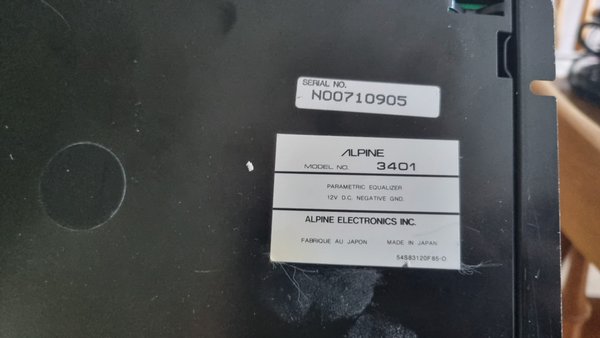 SERIAL NO.
N00710905
ALPINE
MODEL NO. 3401
PARAMETRIC EQUALIZER
12V D.C. NEGATIVE GND.
ALPINE ELECTRONICS INC.
FABRIQUE AU JAPON MADE IN JAPAN
54S83120F85-O